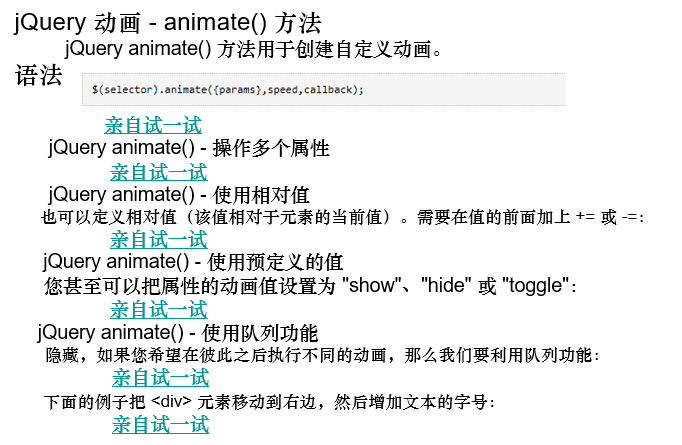 jQuery 动画 - animate() 方法
jQuery animate() 方法用于创建自定义动画。
语法
$(selector).animate({params},speed,callback);
亲自试一试
jQuery animate() - 操作多个属性
亲自试一试
jQuery animate() - 使用相对值
也可以定义相对值（该值相对于元素的当前值）。需要在值的前面加上 += 或 -=：
亲自试一试
jQuery animate() - 使用预定义的值
您甚至可以把属性的动画值设置为 "show"、"hide" 或 "toggle"：
亲自试一试
jQuery animate() - 使用队列功能
隐藏，如果您希望在彼此之后执行不同的动画，那么我们要利用队列功能：
亲自试一试
下面的例子把 <div> 元素移动到右边，然后增加文本的字号：
亲自试一试